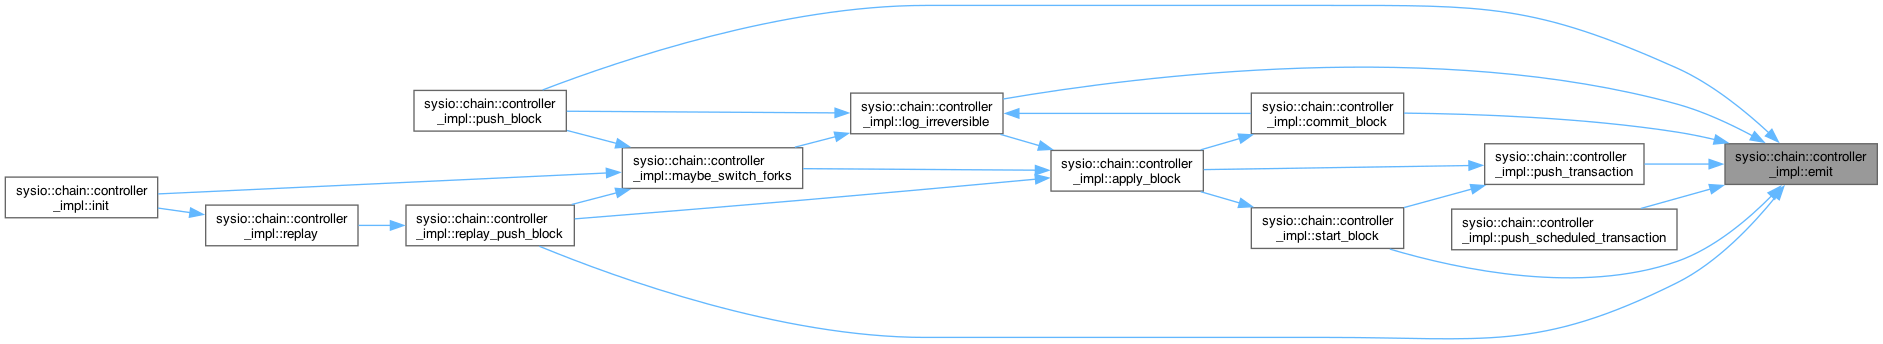 sysio::chain::controller
_impl::init
sysio::chain::controller
_impl::replay
sysio::chain::controller
_impl::push_block
sysio::chain::controller
_impl::replay_push_block
sysio::chain::controller
_impl::maybe_switch_forks
sysio::chain::controller
_impl::log_irreversible
sysio::chain::controller
_impl::apply_block
sysio::chain::controller
_impl::commit_block
sysio::chain::controller
_impl::start_block
sysio::chain::controller
_impl::push_transaction
sysio::chain::controller
_impl::push_scheduled_transaction
sysio::chain::controller
_impl::emit